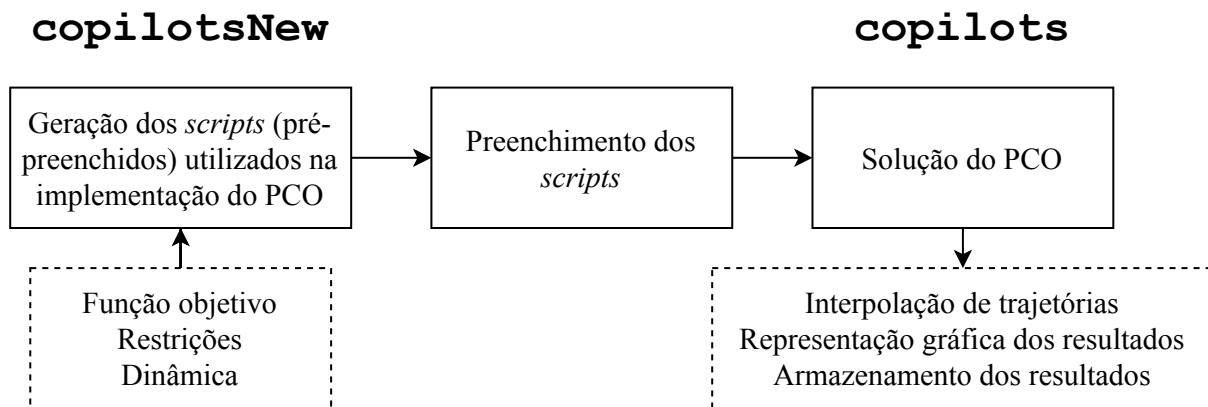 copilotsNew
copilots
Geração dos scripts (pré-
preenchidos) utilizados na
implementação do PCO
Preenchimento dos
scripts
Solução do PCO
Função objetivo
Restrições
Dinâmica
Interpolação de trajetórias
Representação gráfica dos resultados
Armazenamento dos resultados